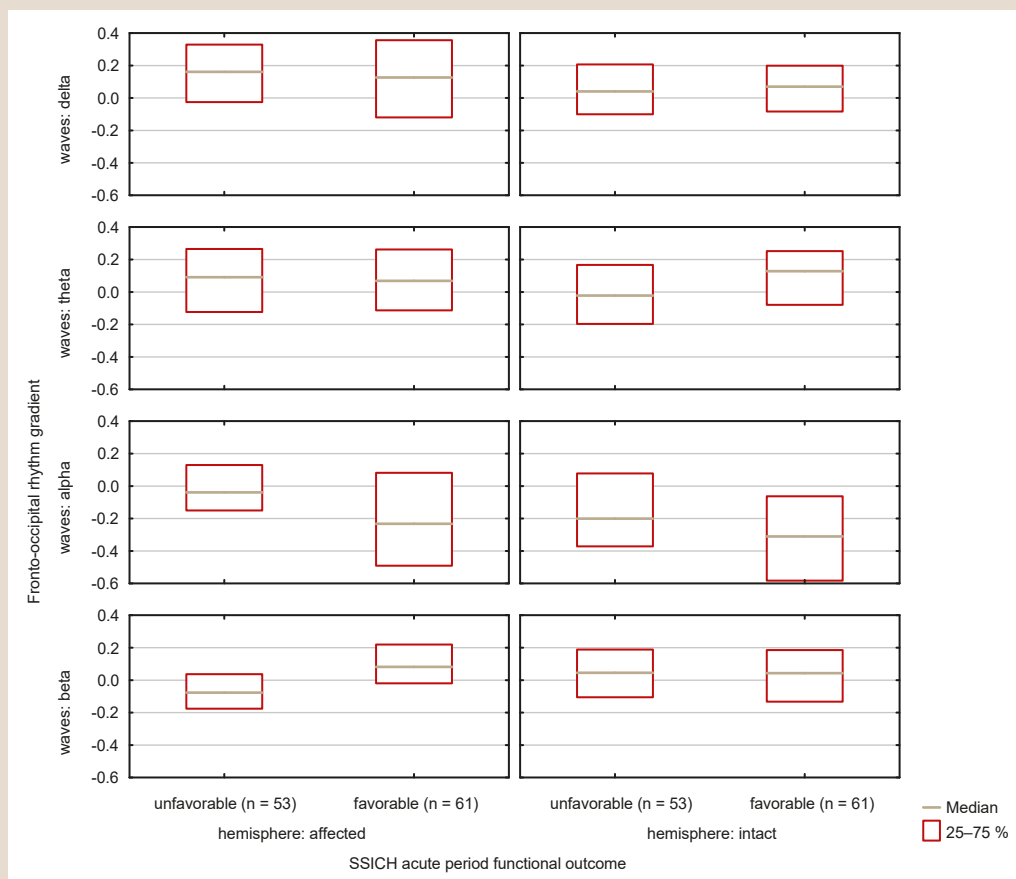 Fronto-occipital rhythm gradient
waves: delta
0.4
0.2
0.0
-0.2
-0.4
-0.6
waves: theta
0.4
0.2
0.0
-0.2
-0.4
-0.6
waves: alpha
0.4
0.2
0.0
-0.2
-0.4
-0.6
waves: beta
0.4
0.2
0.0
-0.2
-0.4
-0.6
unfavorable (n = 53) favorable (n = 61) unfavorable (n = 53) favorable (n = 61)
hemisphere: affected hemisphere: intact
SSICH acute period functional outcome
Median
25–75 %